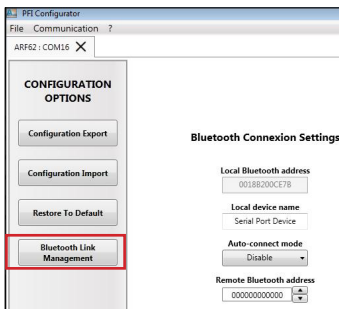 PFI Configurator
File Communication ?
ARF62 : COM16
CONFIGURATION
OPTIONS
Configuration Export
Configuration Import
Restore To Default
Bluetooth Link
Management
Bluetooth Connexion Settings
Local Bluetooth address
0018B200CE7B
Local device name
Serial Port Device
Auto-connect mode
Disable
Remote Bluetooth address
000000000000